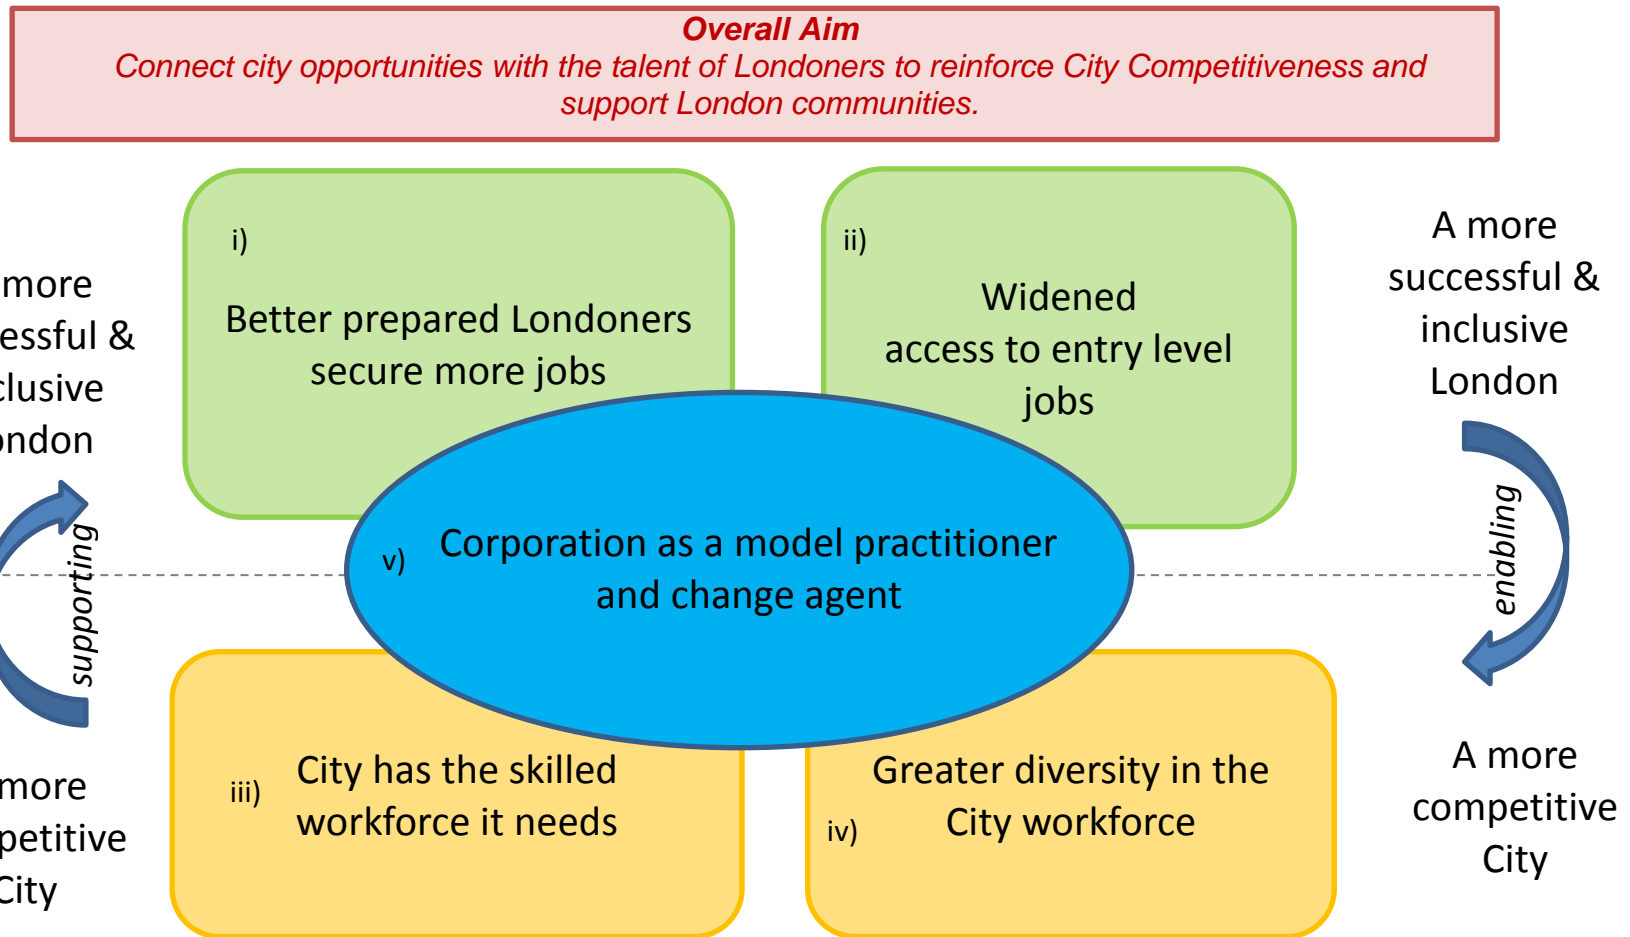 Overall Aim
Connect city opportunities with the talent of Londoners to reinforce City Competitiveness and
support London communities.
i)
Better prepared Londoners
secure more jobs
ii)
Widened
access to entry level
jobs
A more
successful &
inclusive
London
more
&
supporting
enabling
v)
Corporation as a model practitioner
and change agent
iii)
City has the skilled
workforce it needs
iv)
Greater diversity in the
City workforce
A more
competitive
City
more
City